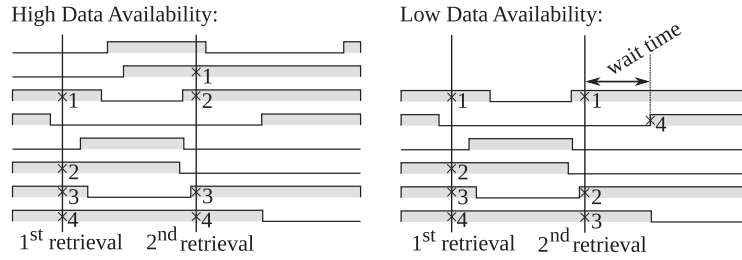 High Data Availability:
1
1
2
2
3
3
4
4
1st retrieval
2nd retrieval
Low Data Availability:
wait time
1
1
4
2
3
2
4
3
1st retrieval
2nd retrieval